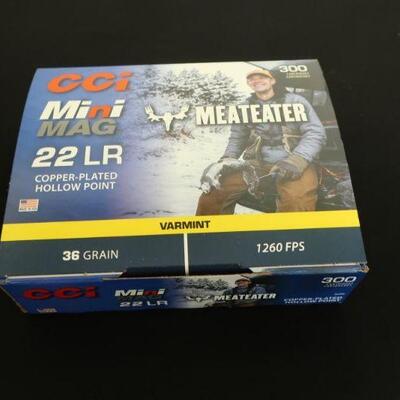 CCi
300
Mini
MAG
MEATEATER
22 LR
COPPER-PLATED
HOLLOW POINT
VARMINT
36 GRAIN
1260 FPS
CCi
Mini
MAG
22 LR
MEATEATER
300
COPPER-PLATED
HOLLOW POINT